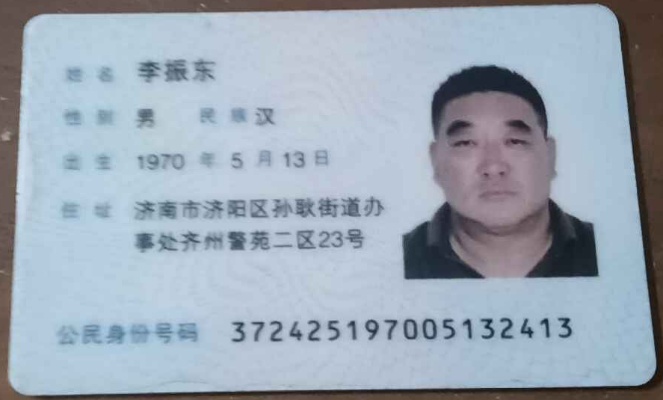 姓名 李振东
性别 男 民族 汉
出生 1970 年 5 月 13 日
住址 济南市济阳区孙耿街道办
事处齐州警苑二区23号
公民身份号码 372425197005132413